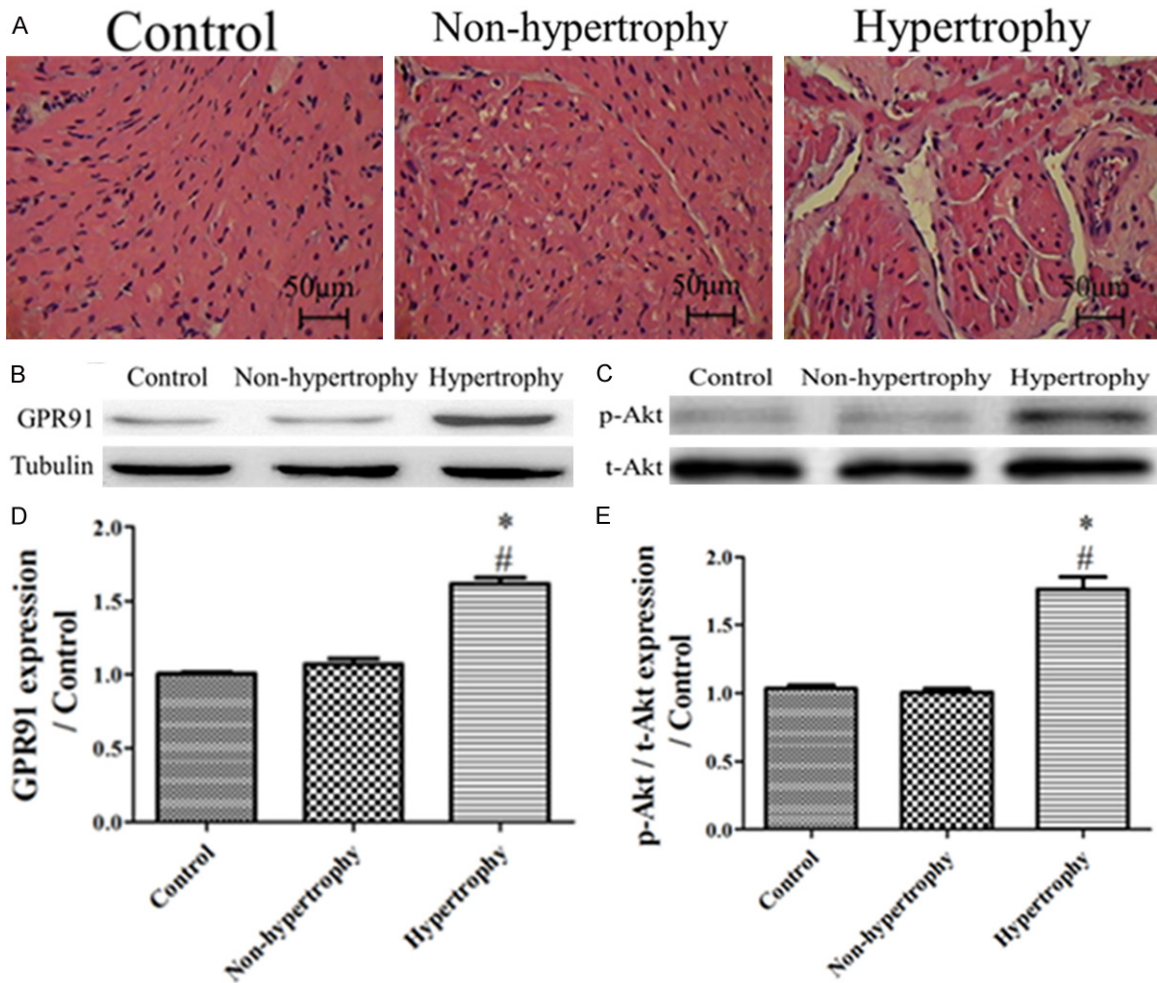 A
Control
Non-hypertrophy
Hypertrophy
50μm
50μm
50μm
B
Control Non-hypertrophy Hypertrophy
GPR91
Tubulin
C
Control Non-hypertrophy Hypertrophy
p-Akt
t-Akt
D
GPR91 expression
/ Control
2.0
1.5
1.0
0.5
0.0
*
#
Control
Non-hypertrophy
Hypertrophy
E
p-Akt / t-Akt expression
/ Control
2.0
1.5
1.0
0.5
0.0
*
#
Control
Non-hypertrophy
Hypertrophy